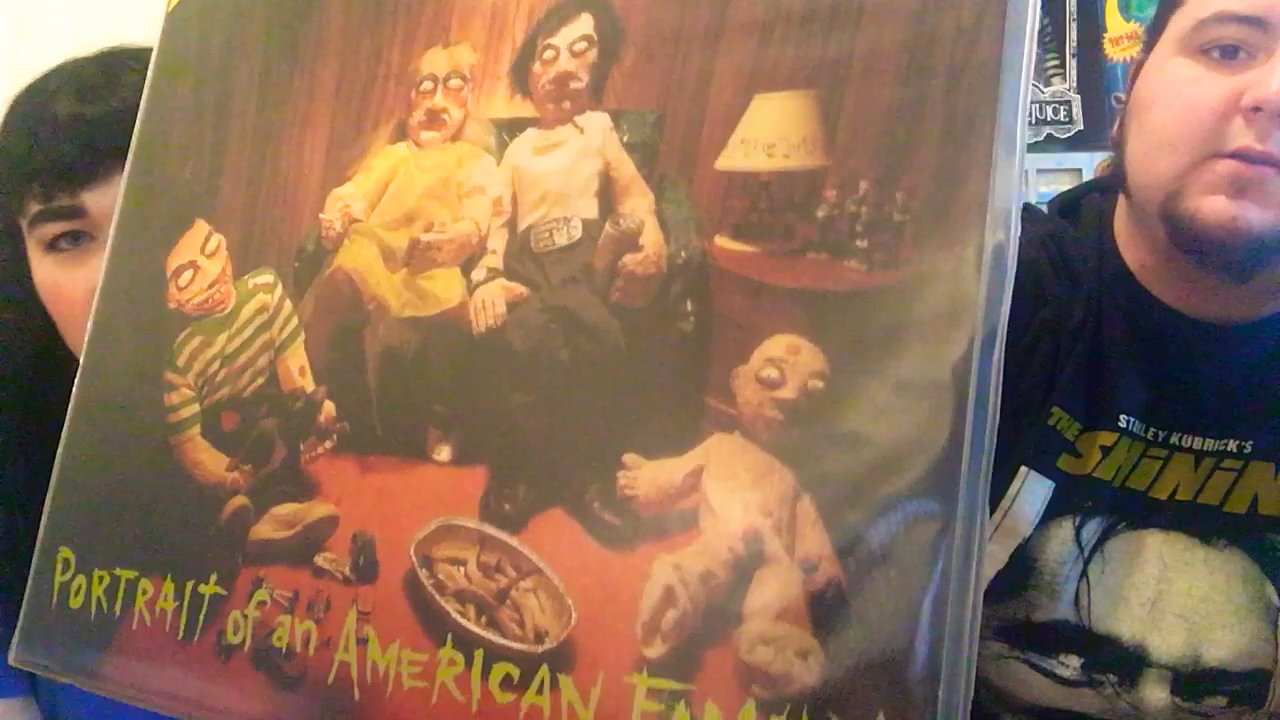 JUICE
STANLEY KUBRICK'S
THE
SHiNiN
PORTRAIT of an AMERICAN FAM